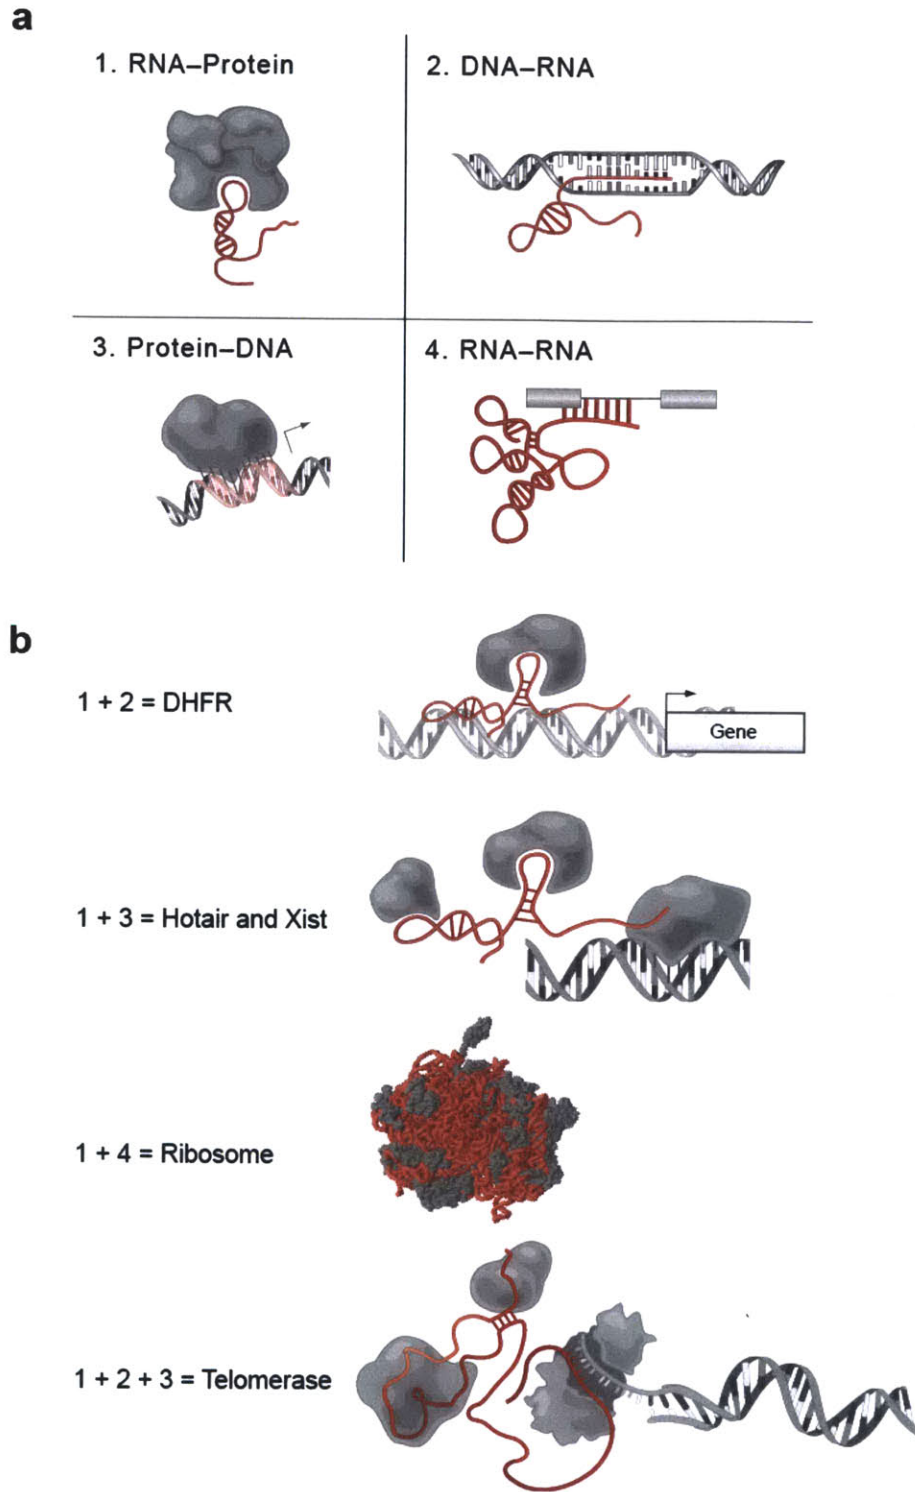 a
1. RNA–Protein
2. DNA–RNA
3. Protein–DNA
4. RNA–RNA
b
1 + 2 = DHFR
Gene
1 + 3 = Hotair and Xist
1 + 4 = Ribosome
1 + 2 + 3 = Telomerase